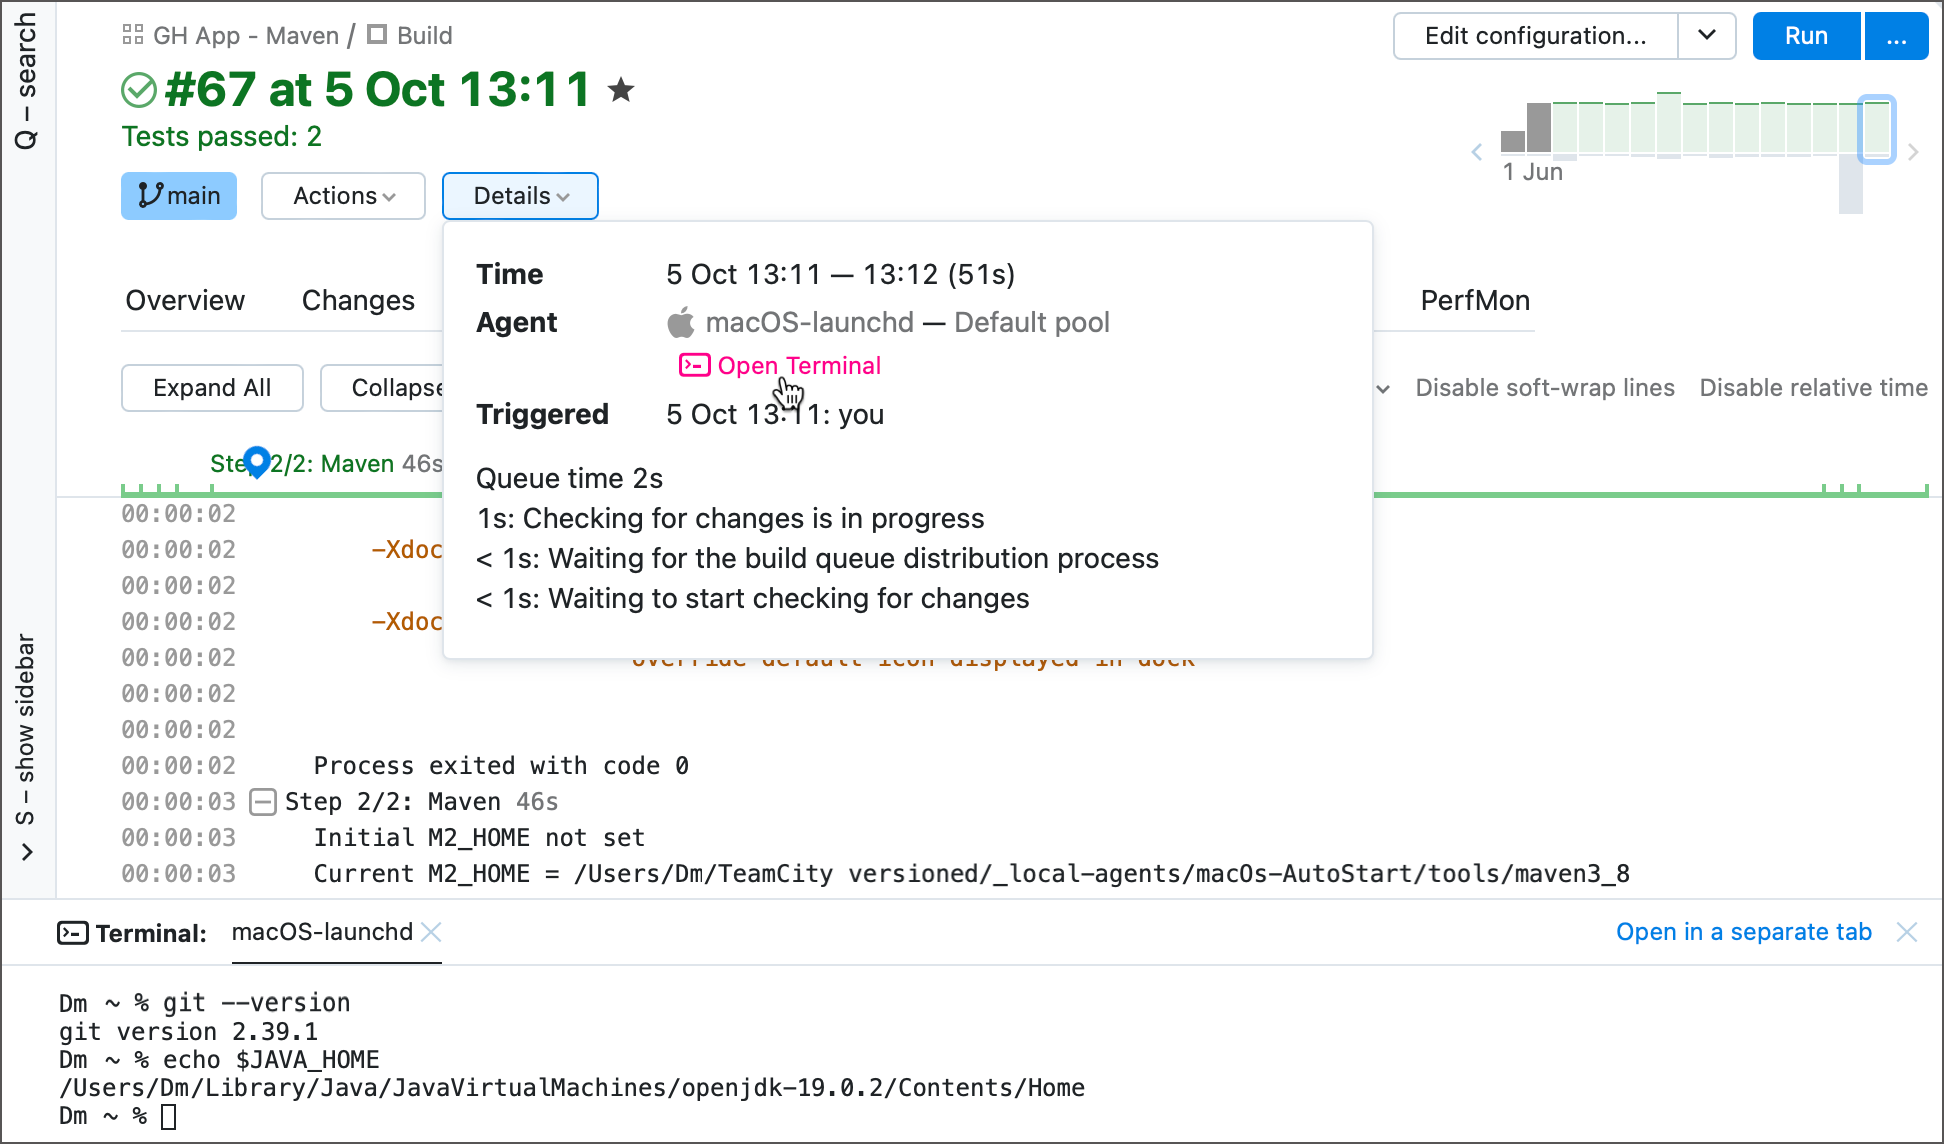 Q – search
S – show sidebar
GH App - Maven / Build
Edit configuration...
Run
...
#67 at 5 Oct 13:11
Tests passed: 2
1 Jun
main
Actions
Details
Time 5 Oct 13:11 — 13:12 (51s)
Agent macOS-launchd — Default pool
Open Terminal
Triggered 5 Oct 13:11: you
Queue time 2s
1s: Checking for changes is in progress
< 1s: Waiting for the build queue distribution process
< 1s: Waiting to start checking for changes
Overview Changes PerfMon
Expand All
Disable soft-wrap lines Disable relative time
Step 2/2: Maven 46s
00:00:02
00:00:02 -Xdoc
00:00:02
00:00:02 -Xdoc
00:00:02 override default icon displayed in dock
00:00:02
00:00:02
00:00:02 Process exited with code 0
00:00:03 Step 2/2: Maven 46s
00:00:03 Initial M2_HOME not set
00:00:03 Current M2_HOME = /Users/Dm/TeamCity versioned/_local-agents/macOs-AutoStart/tools/maven3_8
Terminal: macOS-launchd
Open in a separate tab
Dm ~ % git --version
git version 2.39.1
Dm ~ % echo $JAVA_HOME
/Users/Dm/Library/Java/JavaVirtualMachines/openjdk-19.0.2/Contents/Home
Dm ~ %